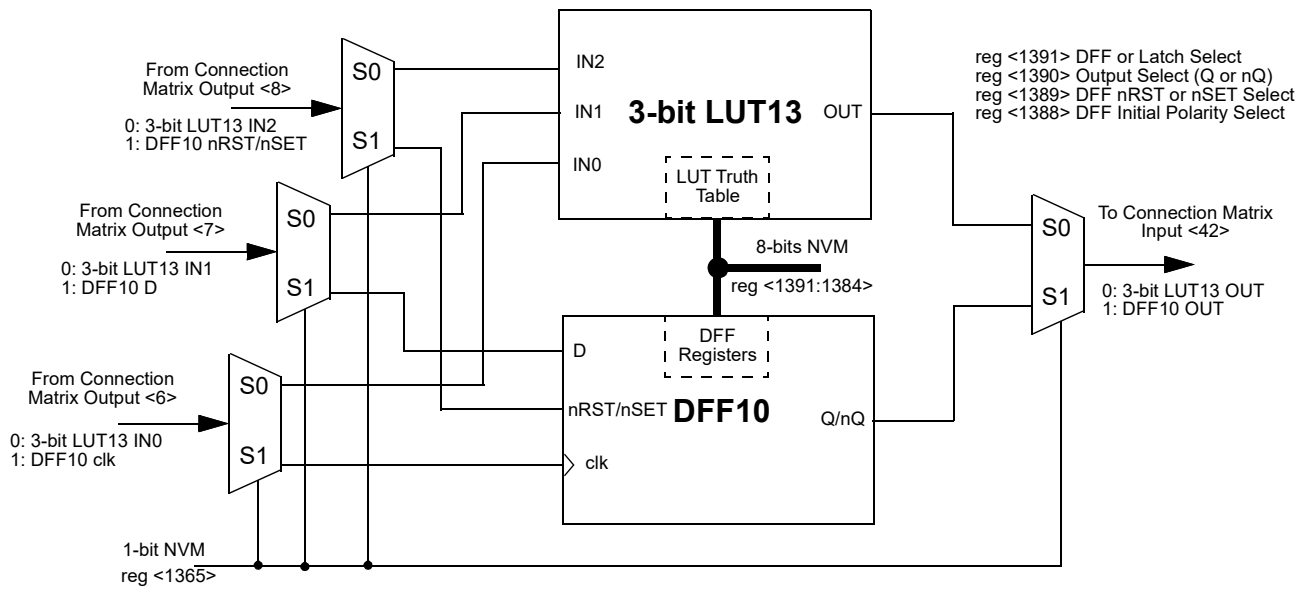 From Connection
Matrix Output <8>
0: 3-bit LUT13 IN2
1: DFF10 nRST/nSET
S0
S1
From Connection
Matrix Output <7>
0: 3-bit LUT13 IN1
1: DFF10 D
S0
S1
From Connection
Matrix Output <6>
0: 3-bit LUT13 IN0
1: DFF10 clk
S0
S1
1-bit NVM
reg <1365>
IN2
IN1
IN0
3-bit LUT13
OUT
LUT Truth
Table
8-bits NVM
reg <1391:1384>
DFF
Registers
D
nRST/nSET
DFF10
clk
Q/nQ
reg <1391> DFF or Latch Select
reg <1390> Output Select (Q or nQ)
reg <1389> DFF nRST or nSET Select
reg <1388> DFF Initial Polarity Select
S0
S1
To Connection Matrix
Input <42>
0: 3-bit LUT13 OUT
1: DFF10 OUT